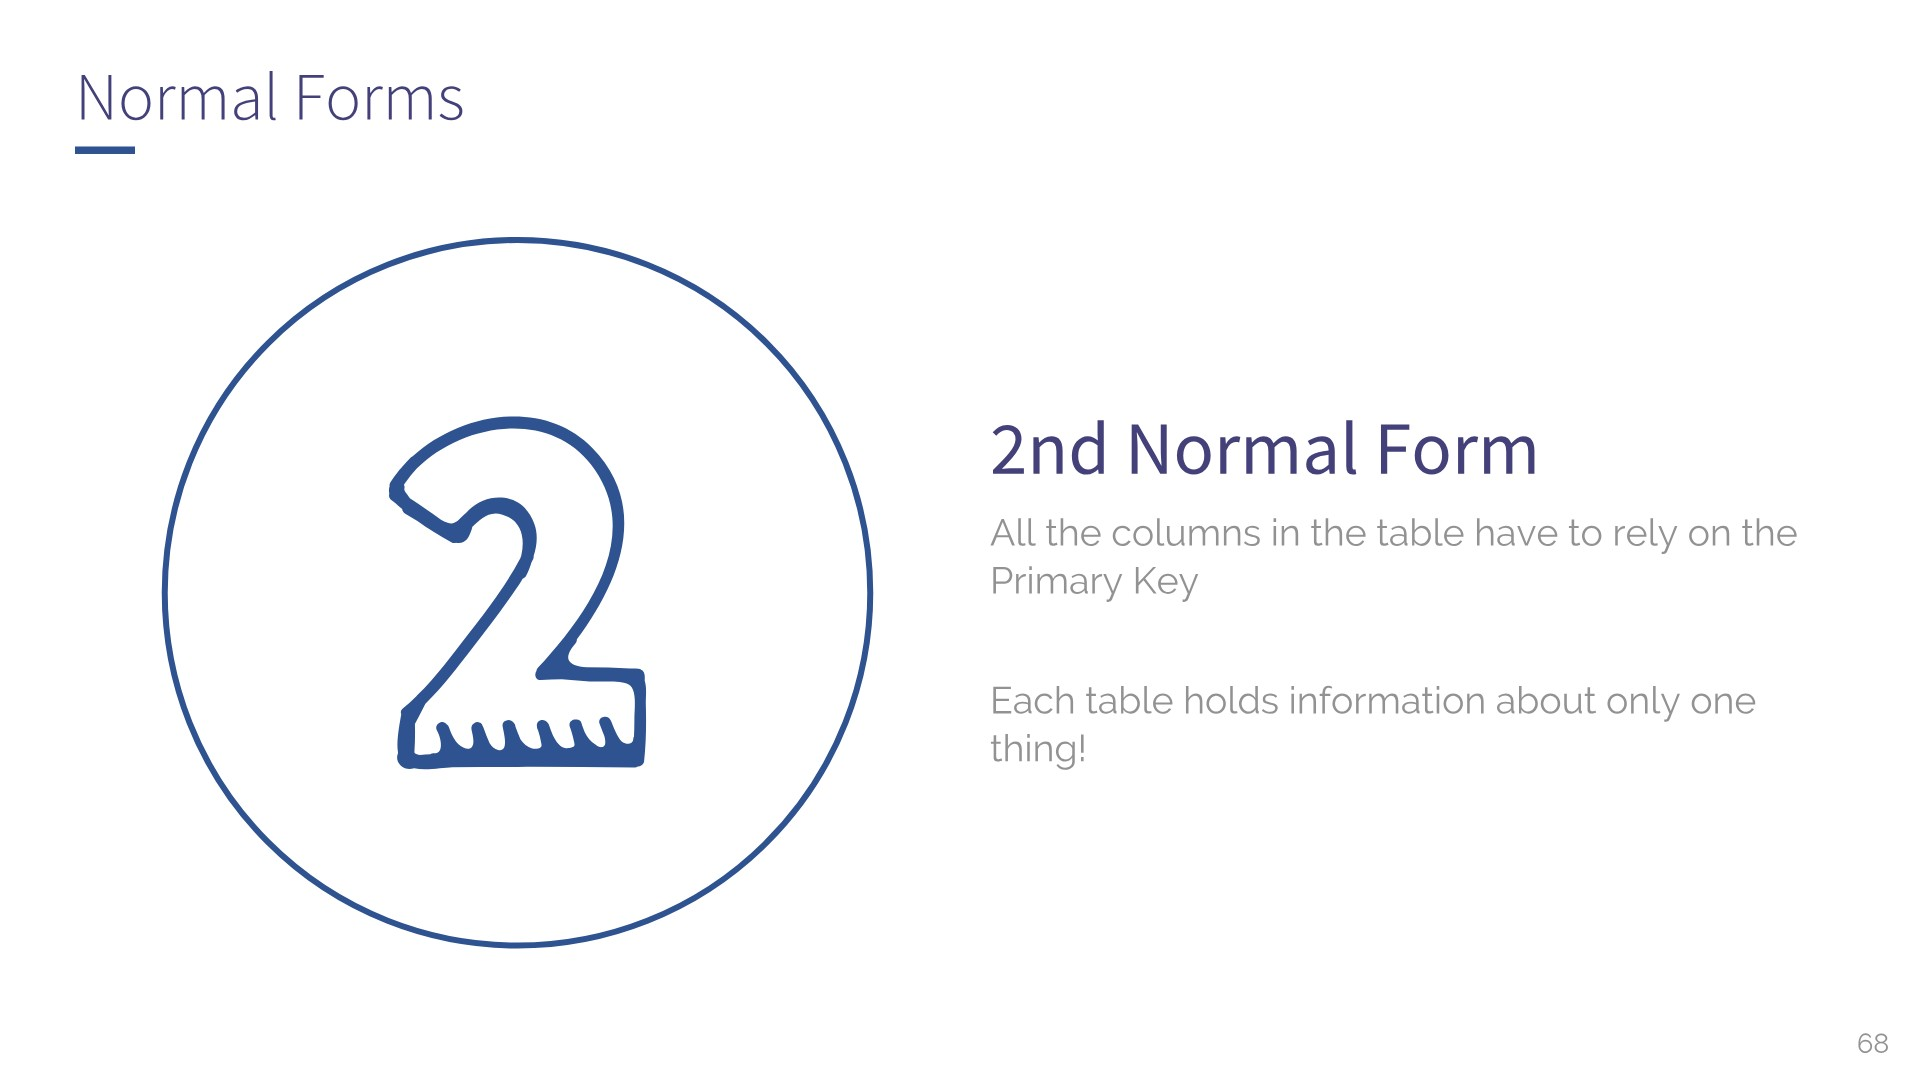 Normal Forms
2
2nd Normal Form
All the columns in the table have to rely on the
Primary Key
Each table holds information about only one
thing!
68